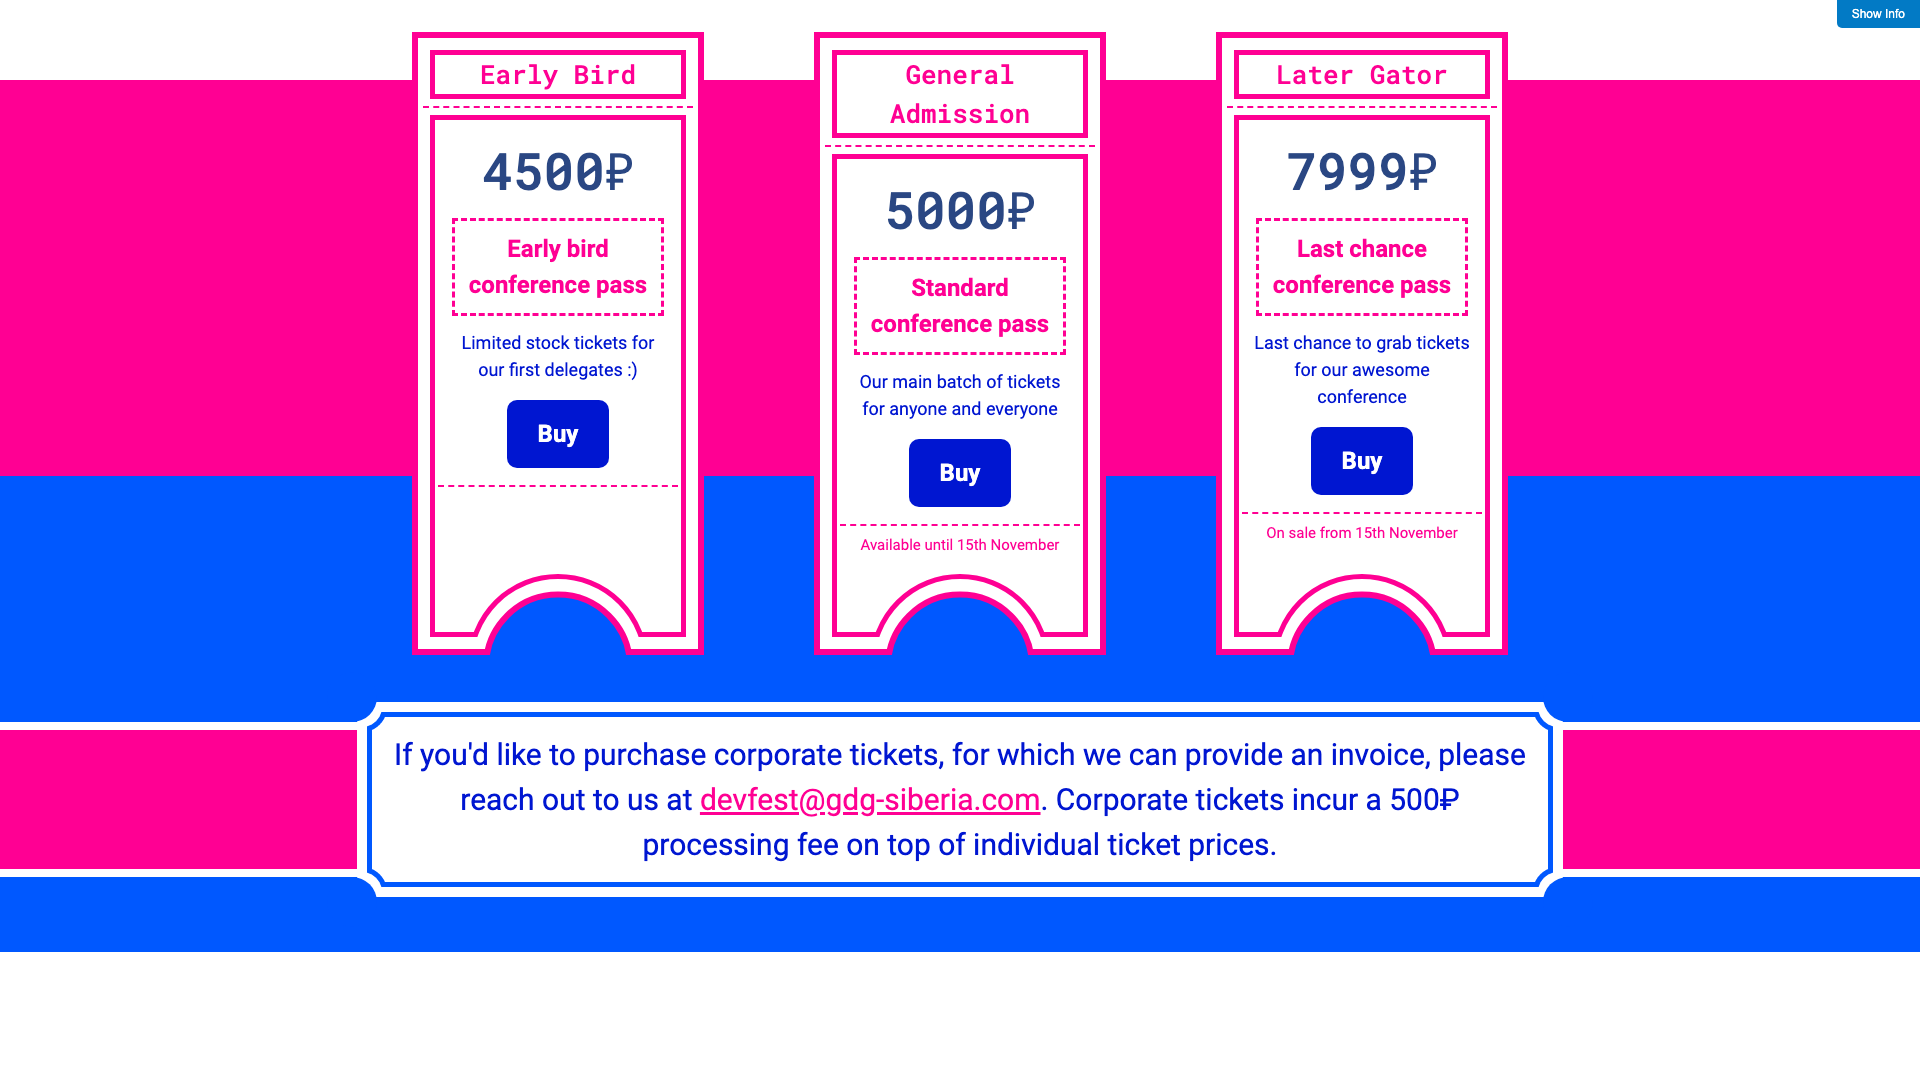 Show Info
Early Bird
4500₽
Early bird
conference pass
Limited stock tickets for
our first delegates :)
Buy
General
Admission
5000₽
Standard
conference pass
Our main batch of tickets
for anyone and everyone
Buy
Available until 15th November
Later Gator
7999₽
Last chance
conference pass
Last chance to grab tickets
for our awesome
conference
Buy
On sale from 15th November
If you'd like to purchase corporate tickets, for which we can provide an invoice, please
reach out to us at devfest@gdg-siberia.com. Corporate tickets incur a 500₽
processing fee on top of individual ticket prices.